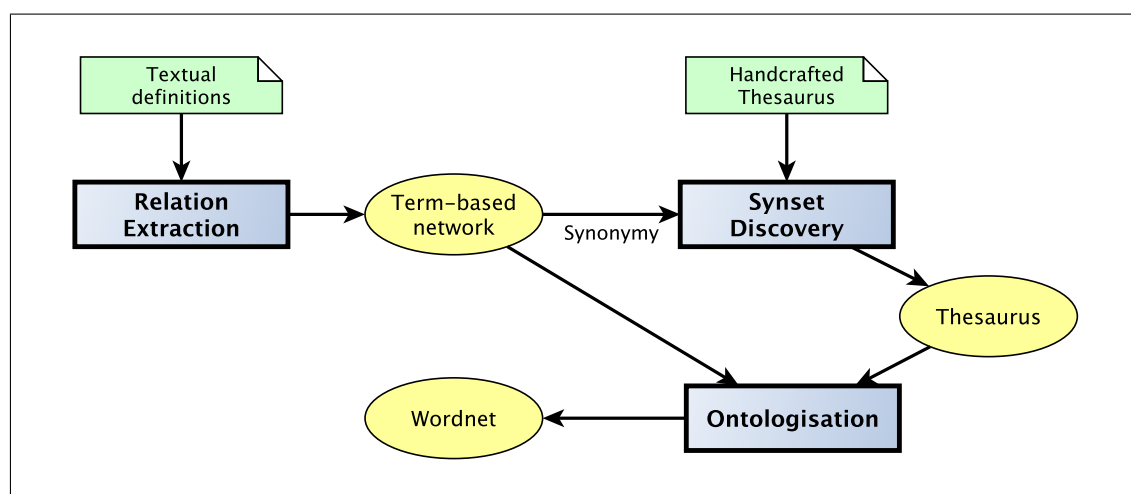 Textual
definitions
Handcrafted
Thesaurus
Relation
Extraction
Term-based
network
Synonymy
Synset
Discovery
Thesaurus
Wordnet
Ontologisation